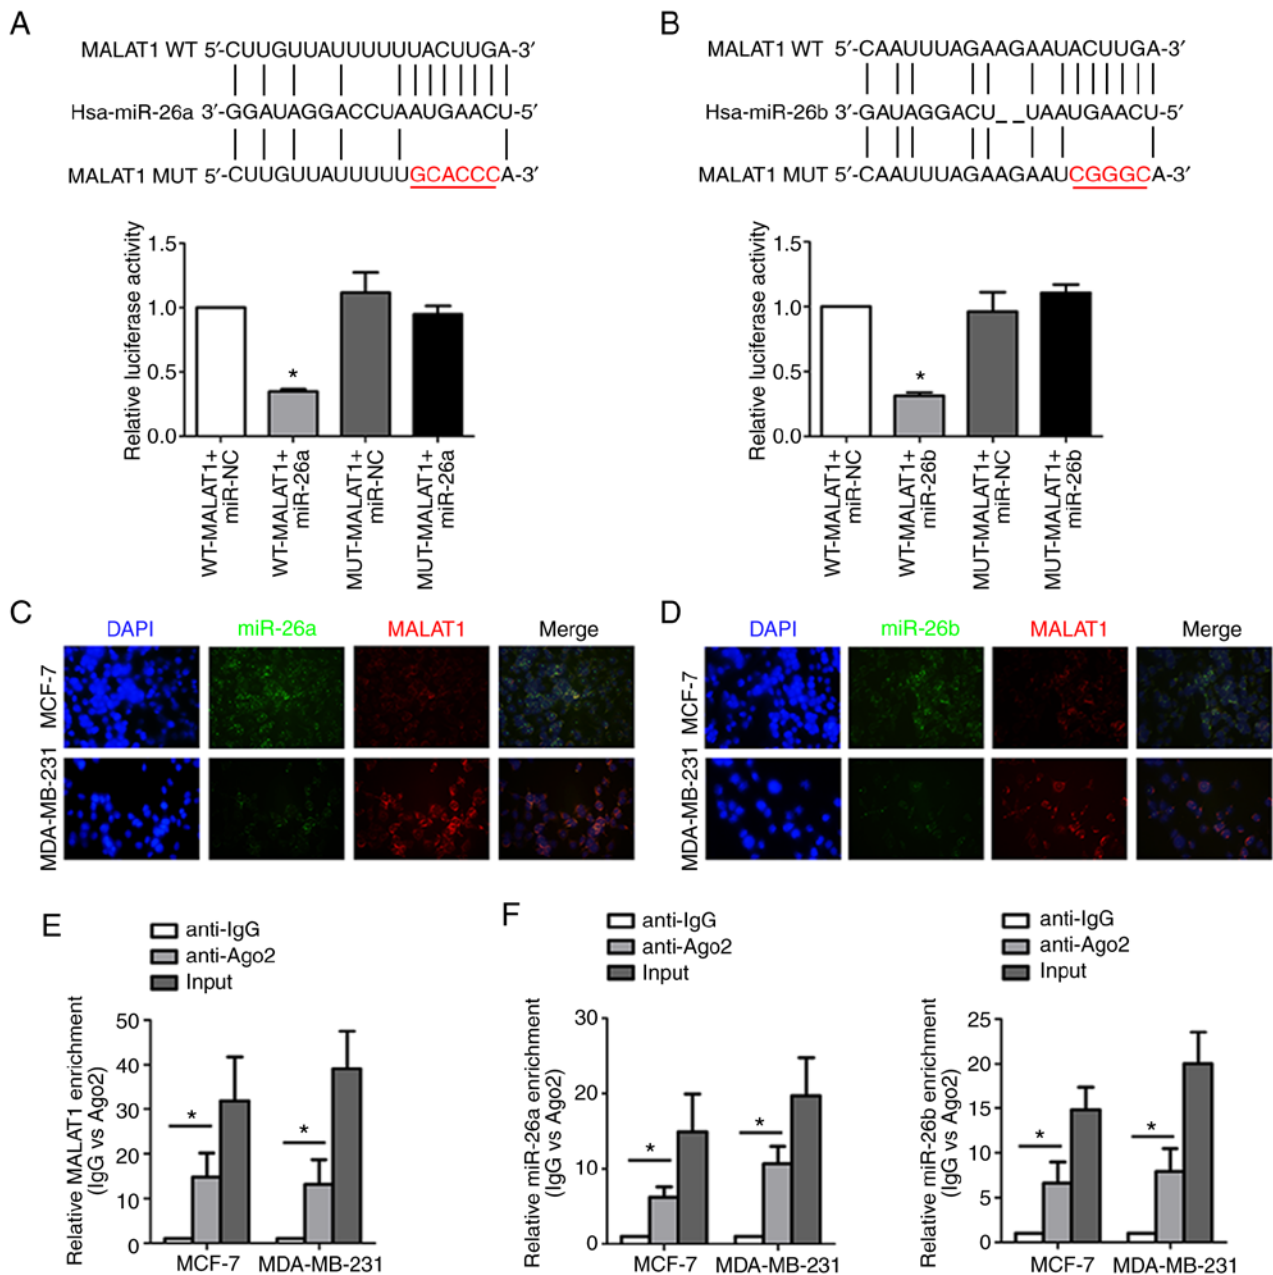 A
MALAT1 WT 5′-CUUGUUAUUUUUUACUUGA-3′
Hsa-miR-26a 3′-GGAUAGGACCUAAUGAACU-5′
MALAT1 MUT 5′-CUUGUUAUUUUUGCACCCA-3′
Relative luciferase activity
1.5
1.0
0.5
0.0
*
WT-MALAT1+
miR-NC
WT-MALAT1+
miR-26a
MUT-MALAT1+
miR-NC
MUT-MALAT1+
miR-26a
B
MALAT1 WT 5′-CAAUUUAGAAGAAUACUUGA-3′
Hsa-miR-26b 3′-GAUAGGACU_ _UAAUGAACU-5′
MALAT1 MUT 5′-CAAUUUAGAAGAAUCGGGCA-3′
Relative luciferase activity
1.5
1.0
0.5
0.0
*
WT-MALAT1+
miR-NC
WT-MALAT1+
miR-26b
MUT-MALAT1+
miR-NC
MUT-MALAT1+
miR-26b
C
DAPI miR-26a MALAT1 Merge
MCF-7
MDA-MB-231
D
DAPI miR-26b MALAT1 Merge
MCF-7
MDA-MB-231
E
anti-IgG
anti-Ago2
Input
Relative MALAT1 enrichment
(IgG vs Ago2)
50
40
30
20
10
0
*
*
MCF-7 MDA-MB-231
F
anti-IgG
anti-Ago2
Input
Relative miR-26a enrichment
(IgG vs Ago2)
30
20
10
0
*
*
MCF-7 MDA-MB-231
anti-IgG
anti-Ago2
Input
Relative miR-26b enrichment
(IgG vs Ago2)
25
20
15
10
5
0
*
*
MCF-7 MDA-MB-231